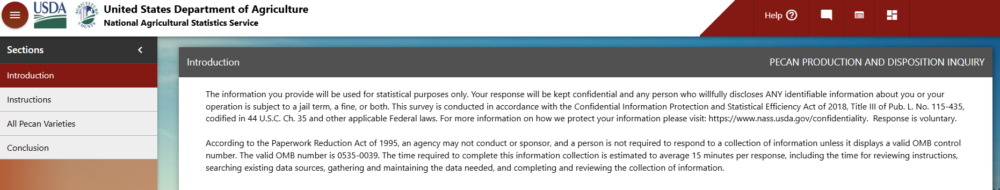 USDA
AGRICULTURE COUNTS
United States Department of Agriculture
National Agricultural Statistics Service
Help
Sections
Introduction
Instructions
All Pecan Varieties
Conclusion
Introduction
PECAN PRODUCTION AND DISPOSITION INQUIRY
The information you provide will be used for statistical purposes only. Your response will be kept confidential and any person who willfully discloses ANY identifiable information about you or your
operation is subject to a jail term, a fine, or both. This survey is conducted in accordance with the Confidential Information Protection and Statistical Efficiency Act of 2018, Title III of Pub. L. No. 115-435,
codified in 44 U.S.C. Ch. 35 and other applicable Federal laws. For more information on how we protect your information please visit: https://www.nass.usda.gov/confidentiality.  Response is voluntary.
According to the Paperwork Reduction Act of 1995, an agency may not conduct or sponsor, and a person is not required to respond to a collection of information unless it displays a valid OMB control
number. The valid OMB number is 0535-0039. The time required to complete this information collection is estimated to average 15 minutes per response, including the time for reviewing instructions,
searching existing data sources, gathering and maintaining the data needed, and completing and reviewing the collection of information.